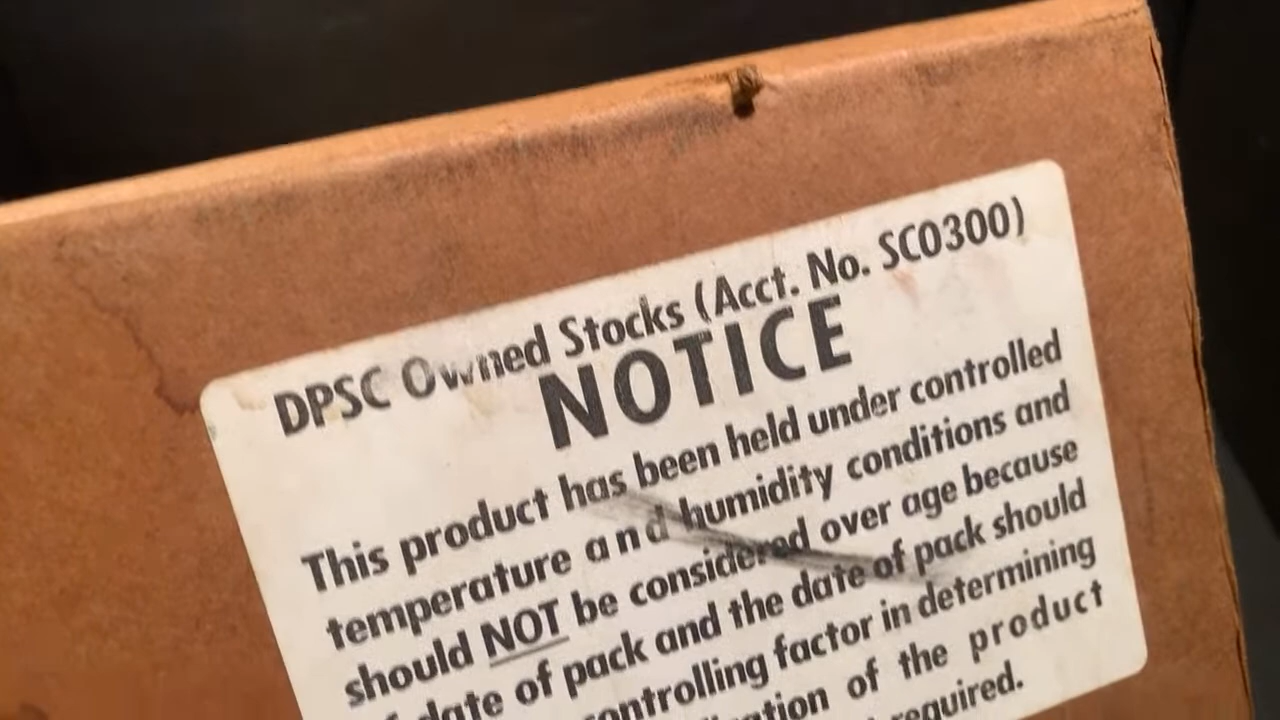 DPSC Owned Stocks (Acct. No. SC0300)
NOTICE
This product has been held under controlled
temperature and humidity conditions and
should NOT be considered over age because
date of pack and the date of pack should
controlling factor in determining
of the product
required.